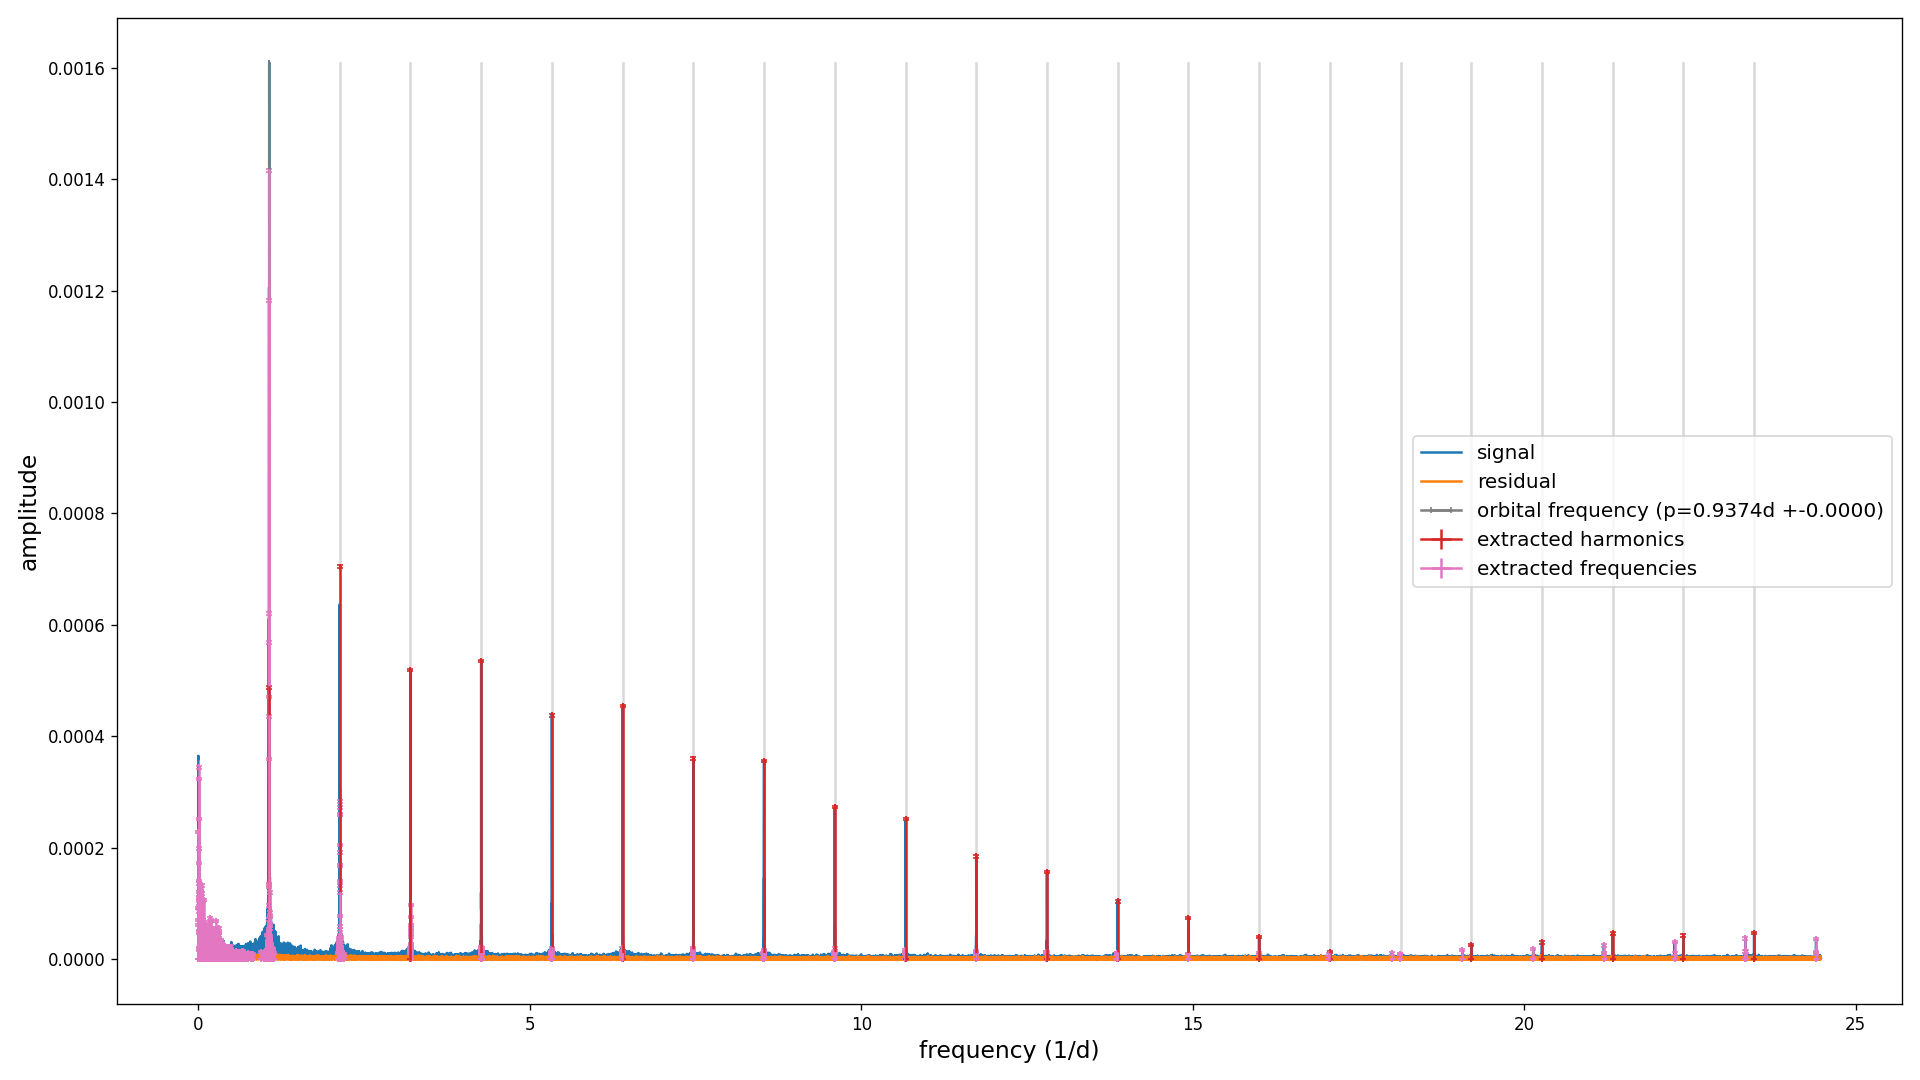 0.0016
0.0014
0.0012
0.0010
0.0008
0.0006
0.0004
0.0002
0.0000
amplitude
signal
residual
orbital frequency (p=0.9374d +-0.0000)
extracted harmonics
extracted frequencies
0 5 10 15 20 25
frequency (1/d)